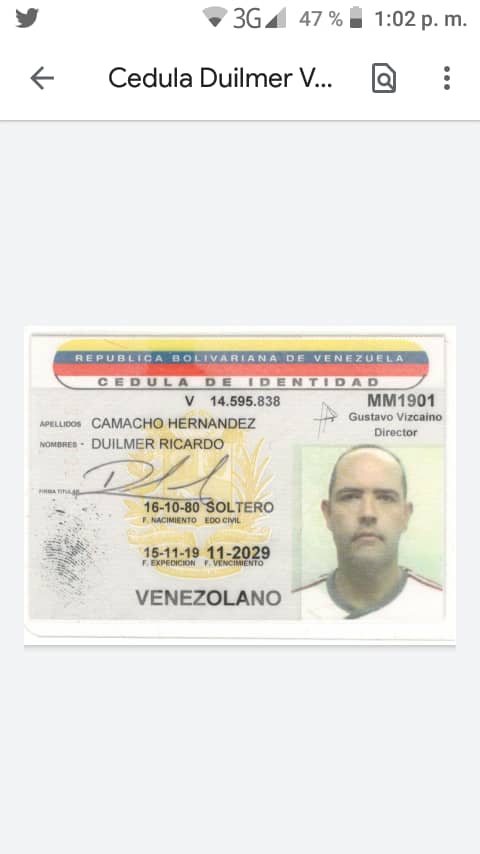 3G 47 % 1:02 p. m.
Cedula Duilmer V...
REPUBLICA BOLIVARIANA DE VENEZUELA
CEDULA DE IDENTIDAD
V 14.595.838
MM1901
Gustavo Vizcaino
Director
APELLIDOS CAMACHO HERNANDEZ
NOMBRES DUILMER RICARDO
FIRMA TITULAR
16-10-80 SOLTERO
F. NACIMIENTO EDO CIVIL
15-11-19 11-2029
F. EXPEDICION F. VENCIMIENTO
VENEZOLANO